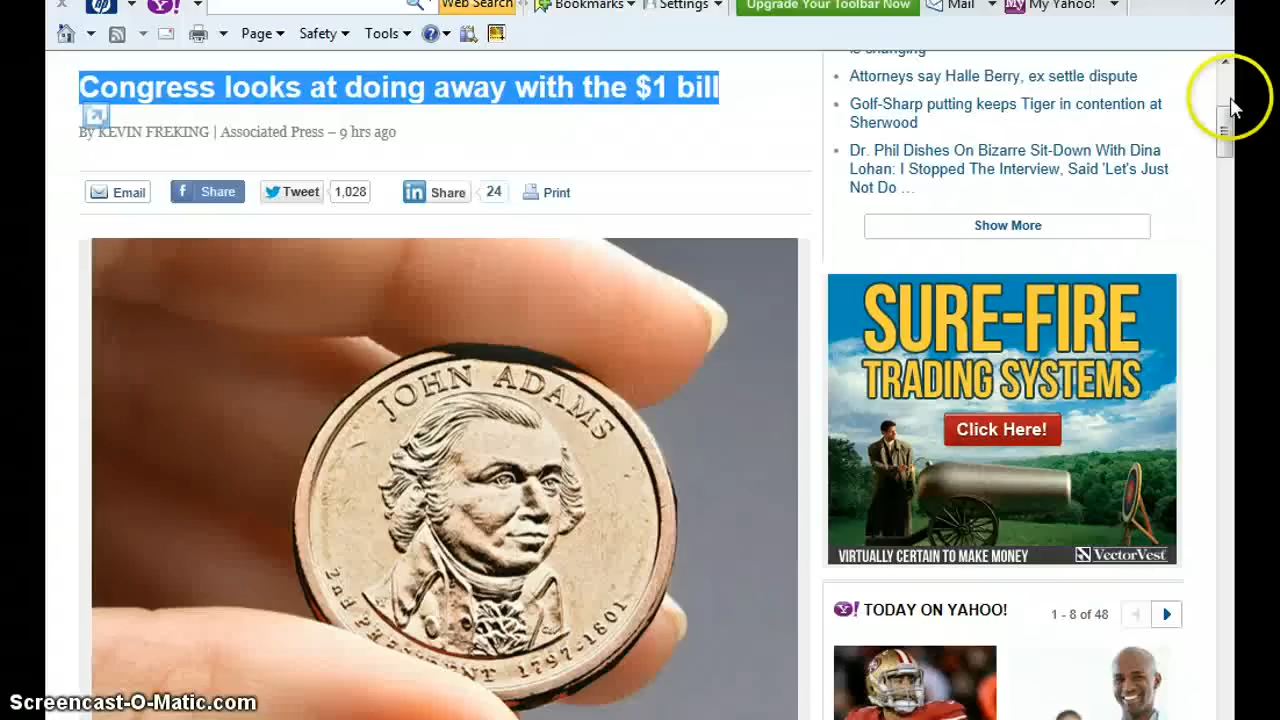 hp Y! Web Search Bookmarks Settings Upgrade Your Toolbar Now Mail My Yahoo!
Page Safety Tools
Congress looks at doing away with the $1 bill
By KEVIN FREKING | Associated Press – 9 hrs ago
Email f Share Tweet 1,028 in Share 24 Print
is changing
Attorneys say Halle Berry, ex settle dispute
Golf-Sharp putting keeps Tiger in contention at
Sherwood
Dr. Phil Dishes On Bizarre Sit-Down With Dina
Lohan: I Stopped The Interview, Said 'Let's Just
Not Do ...
Show More
JOHN ADAMS
2nd PRESIDENT 1797-1801
SURE-FIRE
TRADING SYSTEMS
Click Here!
VIRTUALLY CERTAIN TO MAKE MONEY VectorVest
Y! TODAY ON YAHOO! 1 - 8 of 48
Screencast-O-Matic.com